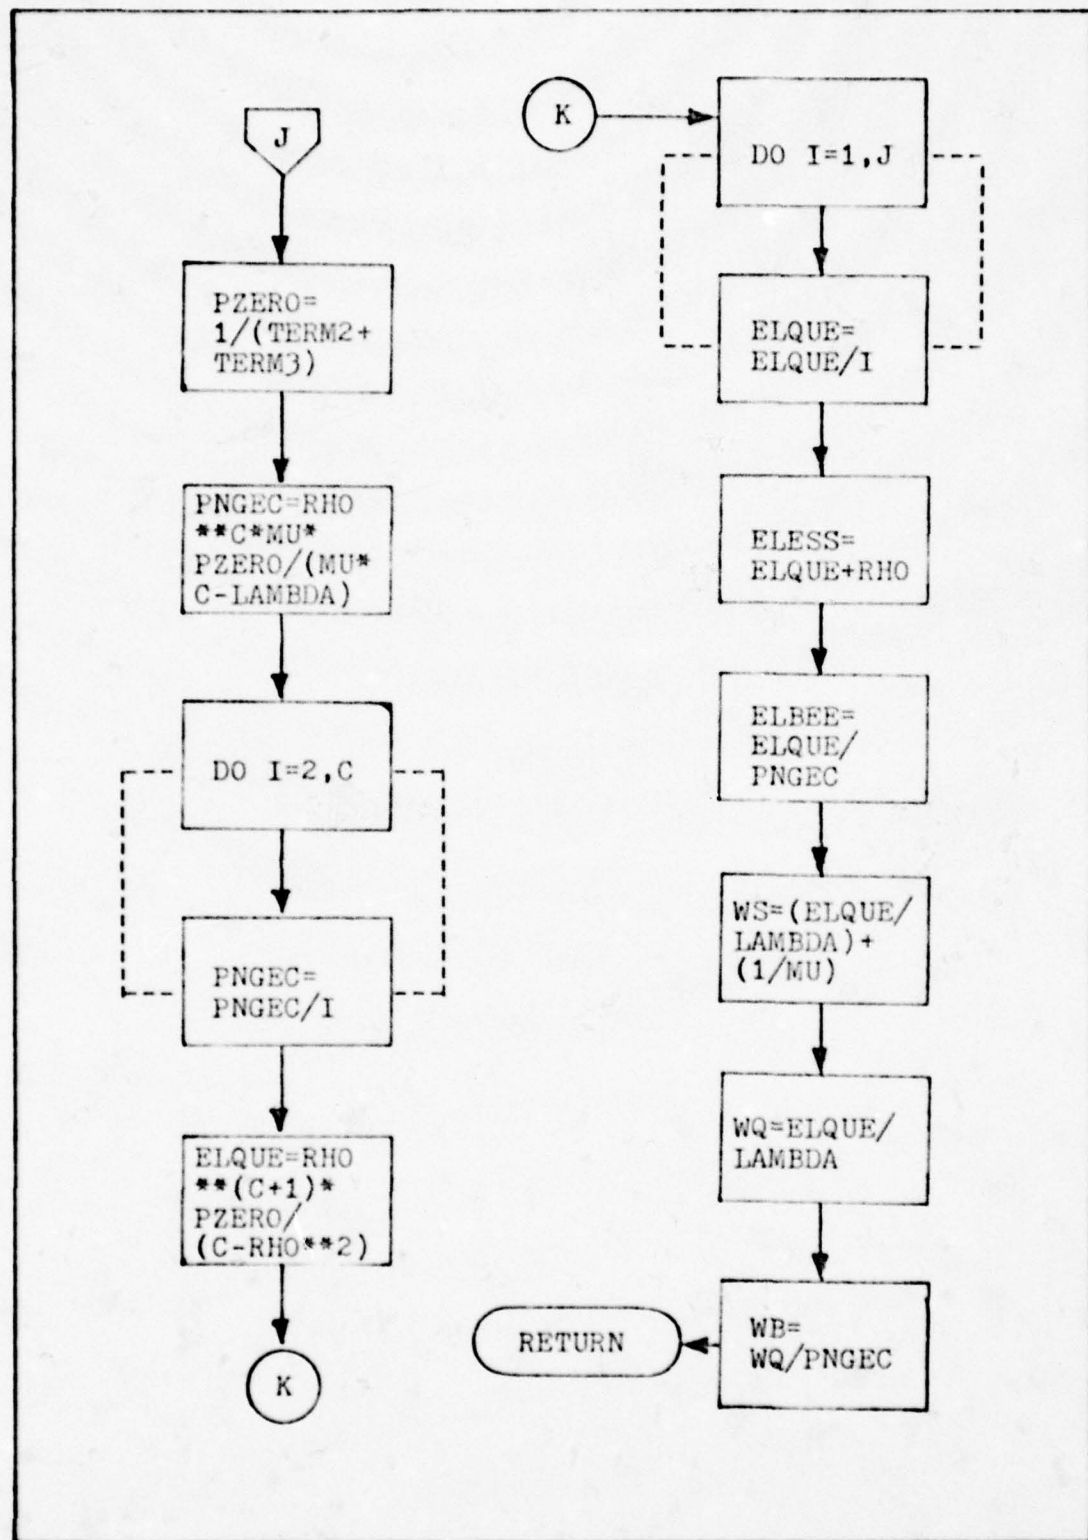 J
PZERO=
1/(TERM2+
TERM3)
PNGEC=RHO
**C*MU*
PZERO/(MU*
C-LAMBDA)
DO I=2,C
PNGEC=
PNGEC/I
ELQUE=RHO
**(C+1)*
PZERO/
(C-RHO**2)
K
K
DO I=1,J
ELQUE=
ELQUE/I
ELESS=
ELQUE+RHO
ELBEE=
ELQUE/
PNGEC
WS=(ELQUE/
LAMBDA)+
(1/MU)
WQ=ELQUE/
LAMBDA
WB=
WQ/PNGEC
RETURN